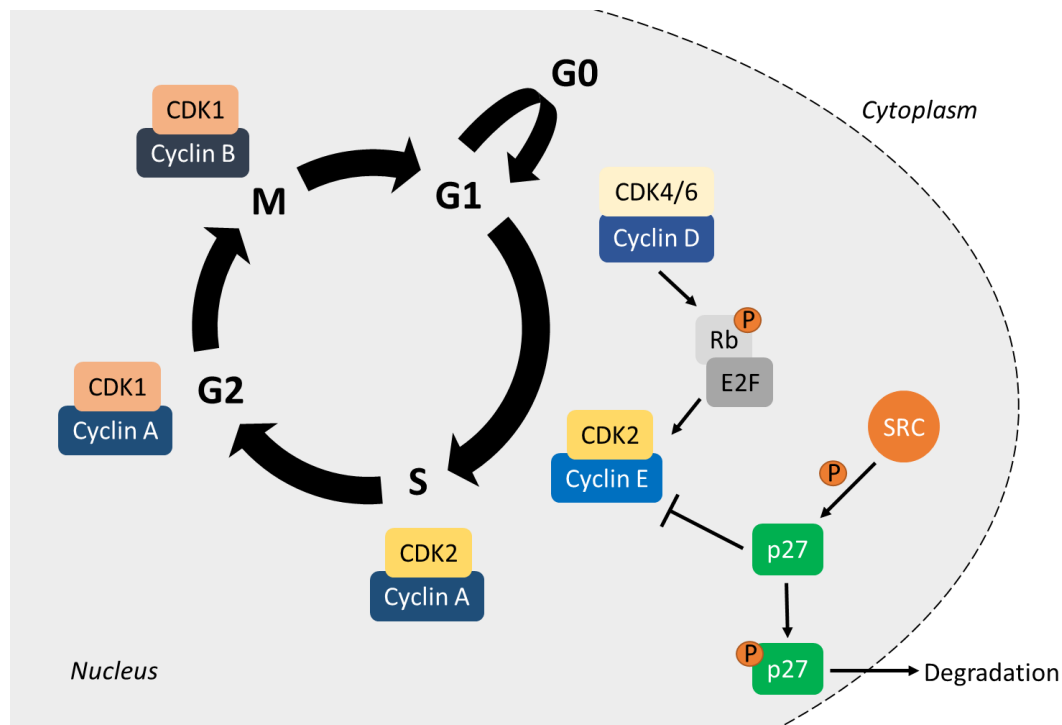 G0
Cytoplasm
CDK1
Cyclin B
M
G1
CDK4/6
Cyclin D
P
Rb
E2F
CDK1
Cyclin A
G2
CDK2
Cyclin E
SRC
P
S
CDK2
Cyclin A
p27
P
p27
Degradation
Nucleus